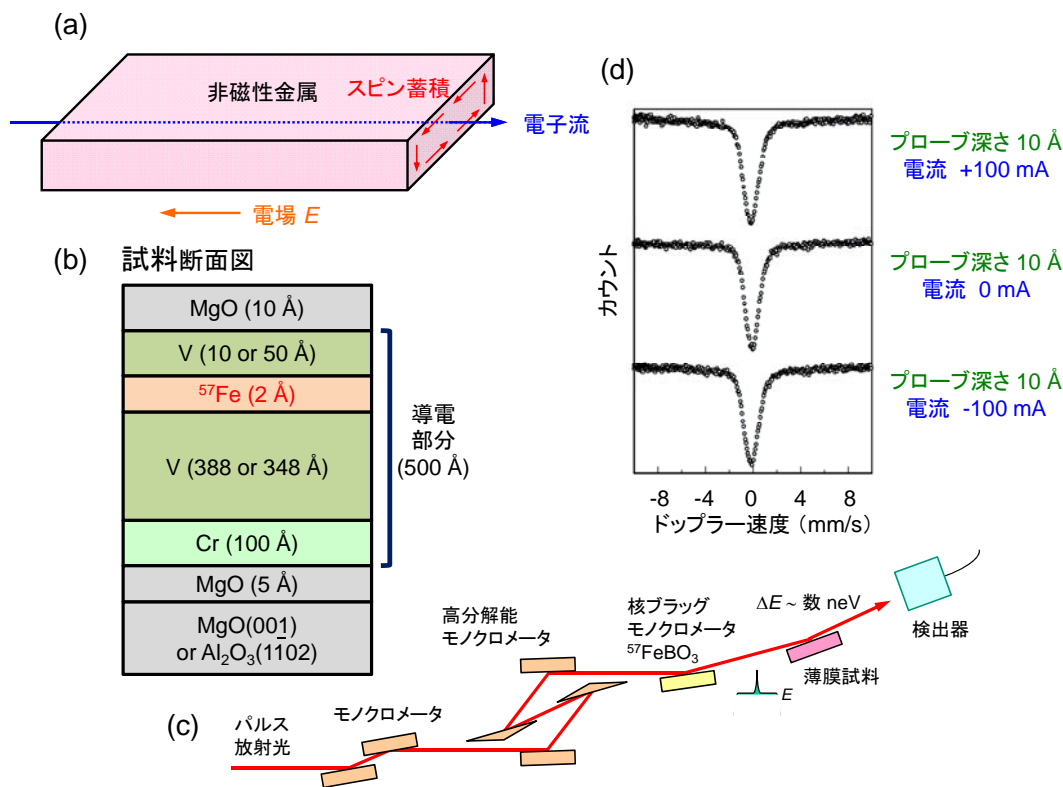 (a)
非磁性金属
スピン蓄積
電子流
電場 E
(b) 試料断面図
MgO (10 Å)
V (10 or 50 Å)
⁵⁷Fe (2 Å)
V (388 or 348 Å)
Cr (100 Å)
MgO (5 Å)
MgO(001)
or Al₂O₃(11̅02)
導電
部分
(500 Å)
(c)
パルス
放射光
モノクロメータ
高分解能
モノクロメータ
核ブラッグ
モノクロメータ
⁵⁷FeBO₃
E
ΔE ~ 数 neV
薄膜試料
検出器
(d)
カウント
プローブ深さ 10 Å
電流 +100 mA
プローブ深さ 10 Å
電流 0 mA
プローブ深さ 10 Å
電流 -100 mA
-8 -4 0 4 8
ドップラー速度 (mm/s)